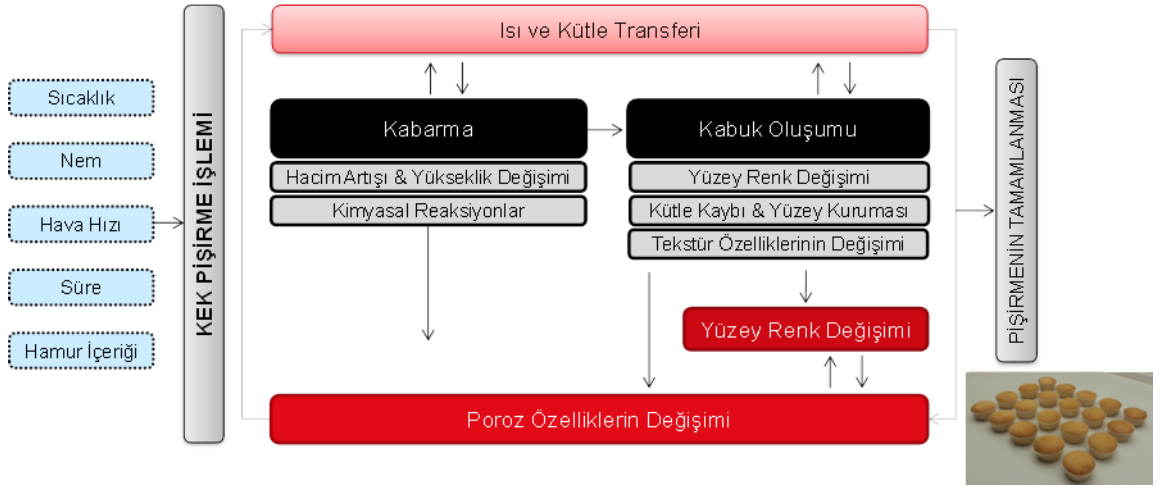 Isı ve Kütle Transferi
Sıcaklık
Nem
Hava Hızı
Süre
Hamur İçeriği
KEK PİŞİRME İŞLEMİ
Kabarma
Hacim Artışı & Yükseklik Değişimi
Kimyasal Reaksiyonlar
Kabuk Oluşumu
Yüzey Renk Değişimi
Kütle Kaybı & Yüzey Kuruması
Tekstür Özelliklerinin Değişimi
Yüzey Renk Değişimi
Poroz Özelliklerin Değişimi
PİŞİRMENİN TAMAMLANMASI